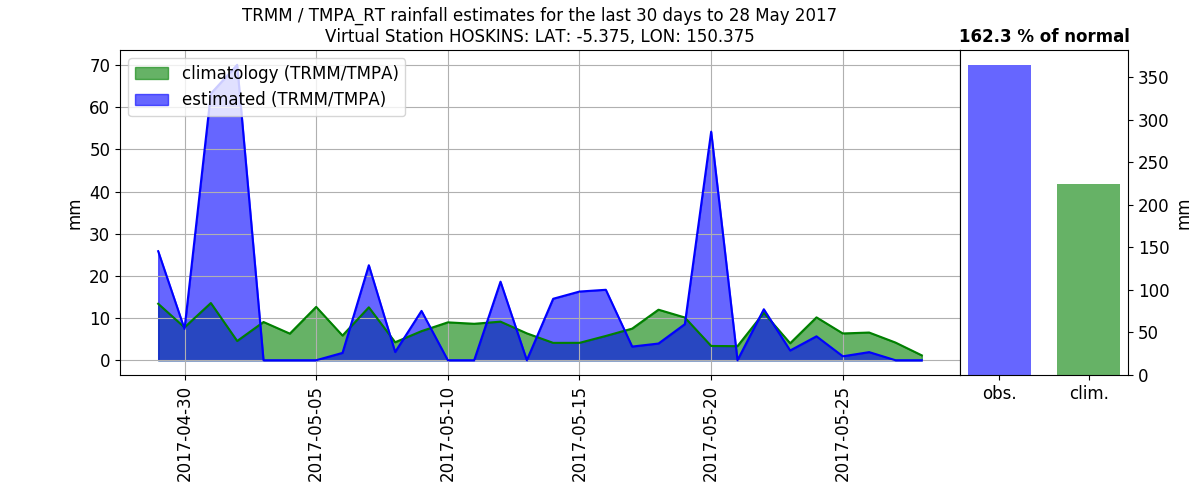 TRMM / TMPA_RT rainfall estimates for the last 30 days to 28 May 2017
Virtual Station HOSKINS: LAT: -5.375, LON: 150.375
162.3 % of normal
climatology (TRMM/TMPA)
estimated (TRMM/TMPA)
mm
70
60
50
40
30
20
10
0
2017-04-30
2017-05-05
2017-05-10
2017-05-15
2017-05-20
2017-05-25
350
300
250
200
150
100
50
0
mm
obs.
clim.